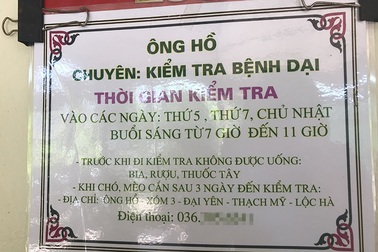 ÔNG HỒ
CHUYÊN: KIỂM TRA BỆNH DẠI
THỜI GIAN KIỂM TRA
VÀO CÁC NGÀY: THỨ 5, THỨ 7, CHỦ NHẬT
BUỔI SÁNG TỪ 7 GIỜ ĐẾN 11 GIỜ
- TRƯỚC KHI ĐI KIỂM TRA KHÔNG ĐƯỢC UỐNG:
BIA, RƯỢU, THUỐC TÂY
- KHI CHÓ, MÈO CẮN SAU 3 NGÀY ĐẾN KIỂM TRA:
- ĐỊA CHỈ: ÔNG HỒ - XÓM 3 - ĐẠI YÊN - THẠCH MỸ - LỘC HÀ
Điện thoại: 036.